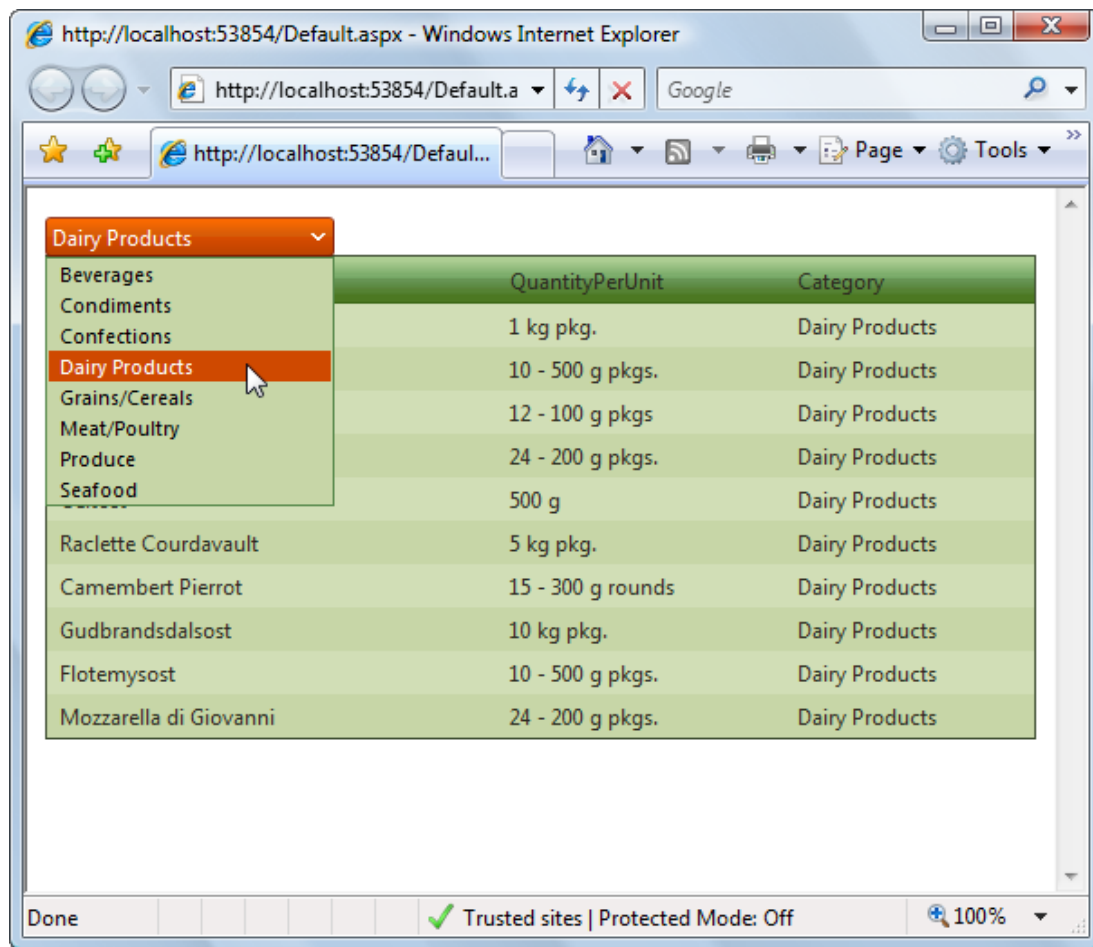 http://localhost:53854/Default.aspx - Windows Internet Explorer
http://localhost:53854/Default.a Google
http://localhost:53854/Defaul... Page Tools »
Dairy Products
Beverages
Condiments
Confections
Dairy Products
Grains/Cereals
Meat/Poultry
Produce
Seafood
QuantityPerUnit Category
1 kg pkg. Dairy Products
10 - 500 g pkgs. Dairy Products
12 - 100 g pkgs Dairy Products
24 - 200 g pkgs. Dairy Products
500 g Dairy Products
Raclette Courdavault 5 kg pkg. Dairy Products
Camembert Pierrot 15 - 300 g rounds Dairy Products
Gudbrandsdalsost 10 kg pkg. Dairy Products
Flotemysost 10 - 500 g pkgs. Dairy Products
Mozzarella di Giovanni 24 - 200 g pkgs. Dairy Products
Done Trusted sites | Protected Mode: Off 100%